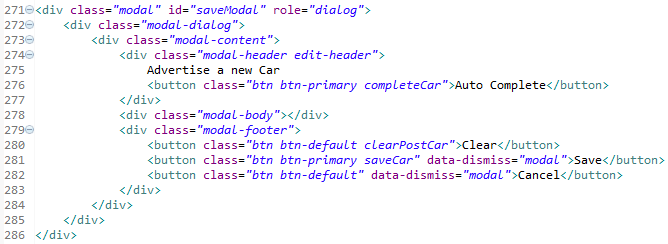 271 <div class="modal" id="saveModal" role="dialog">
272 <div class="modal-dialog">
273 <div class="modal-content">
274 <div class="modal-header edit-header">
275 Advertise a new Car
276 <button class="btn btn-primary completeCar">Auto Complete</button>
277 </div>
278 <div class="modal-body"></div>
279 <div class="modal-footer">
280 <button class="btn btn-default clearPostCar">Clear</button>
281 <button class="btn btn-primary saveCar" data-dismiss="modal">Save</button>
282 <button class="btn btn-default" data-dismiss="modal">Cancel</button>
283 </div>
284 </div>
285 </div>
286 </div>